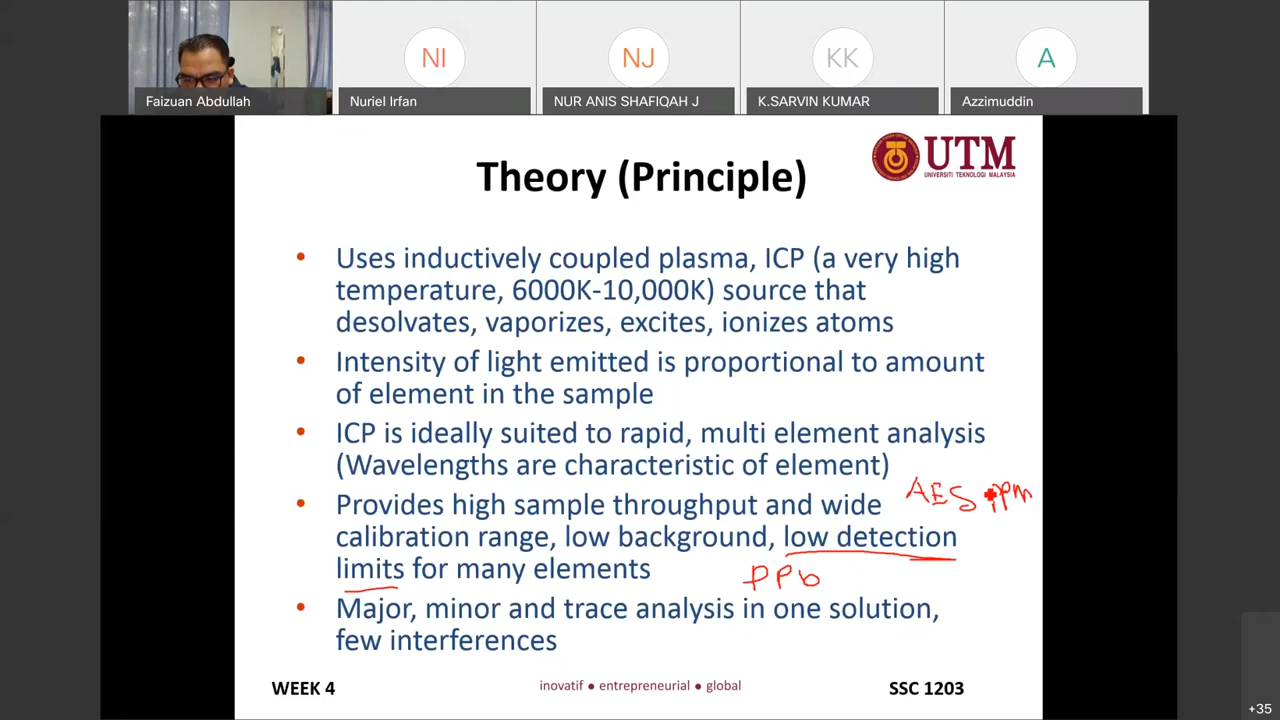 NI
NJ
KK
A
Faizuan Abdullah
Nuriel Irfan
NUR ANIS SHAFIQAH J
K.SARVIN KUMAR
Azzimuddin
UTM
UNIVERSITI TEKNOLOGI MALAYSIA
Theory (Principle)
• Uses inductively coupled plasma, ICP (a very high
temperature, 6000K-10,000K) source that
desolvates, vaporizes, excites, ionizes atoms
• Intensity of light emitted is proportional to amount
of element in the sample
• ICP is ideally suited to rapid, multi element analysis
(Wavelengths are characteristic of element)
• Provides high sample throughput and wide
AES ppm
calibration range, low background, low detection
limits for many elements
PPb
• Major, minor and trace analysis in one solution,
few interferences
WEEK 4
inovatif ● entrepreneurial ● global
SSC 1203
+35